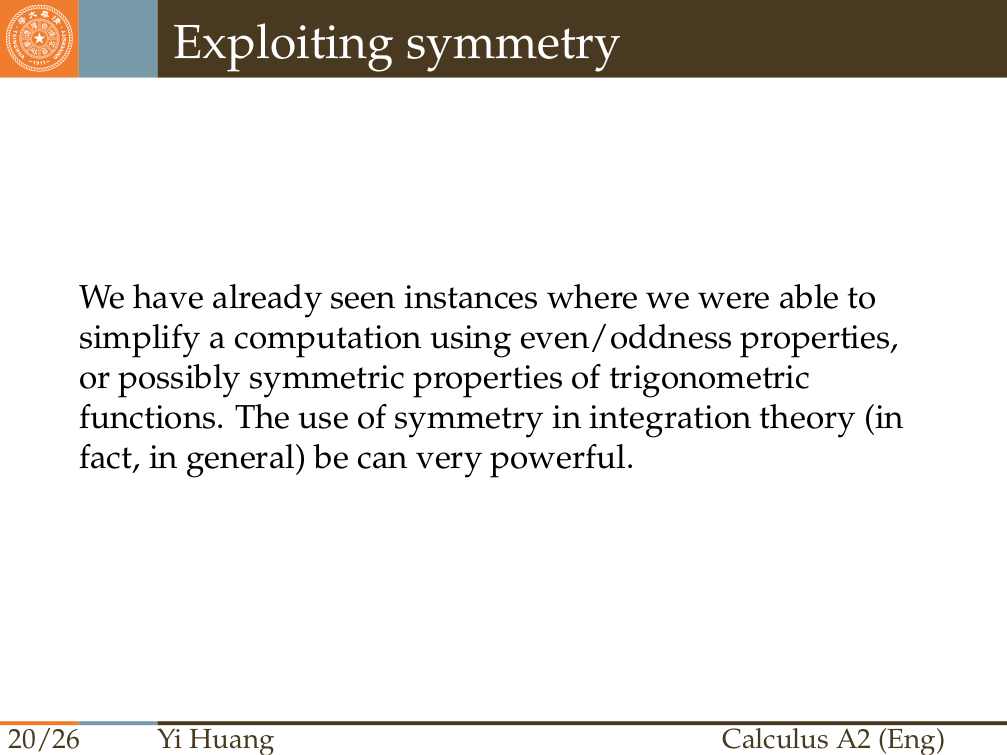 Exploiting symmetry
We have already seen instances where we were able to
simplify a computation using even/oddness properties,
or possibly symmetric properties of trigonometric
functions. The use of symmetry in integration theory (in
fact, in general) be can very powerful.
20/26 Yi Huang Calculus A2 (Eng)